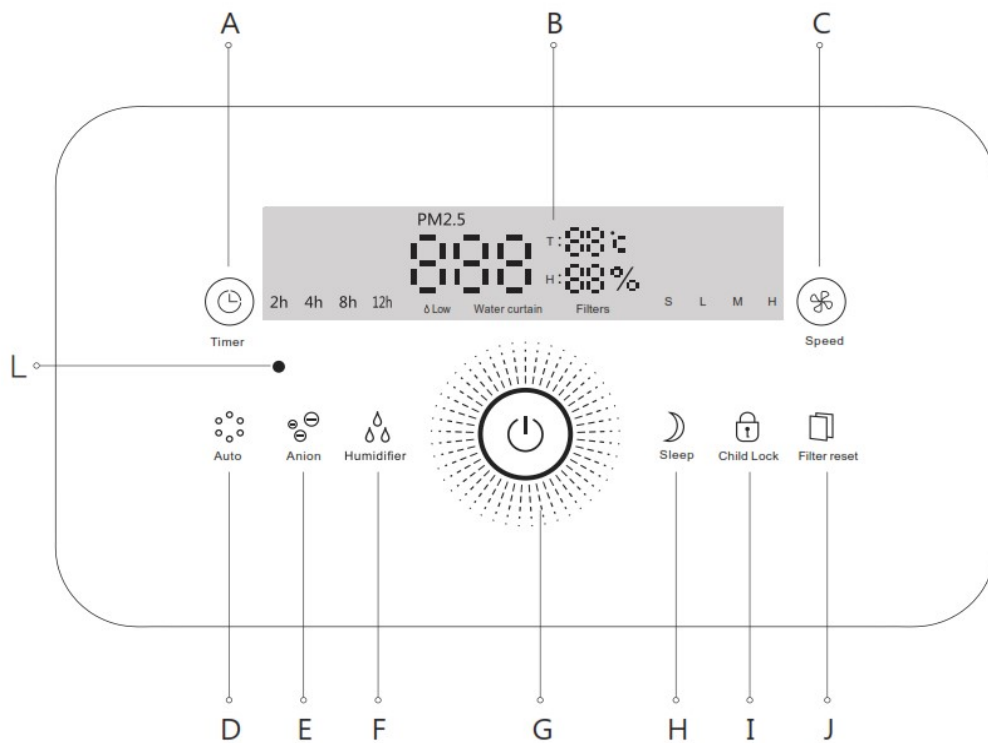 A B C
PM2.5
888 T:88℃
H:88%
2h 4h 8h 12h Low Water curtain Filters S L M H
Timer Speed
L
Auto Anion Humidifier Sleep Child Lock Filter reset
D E F G H I J